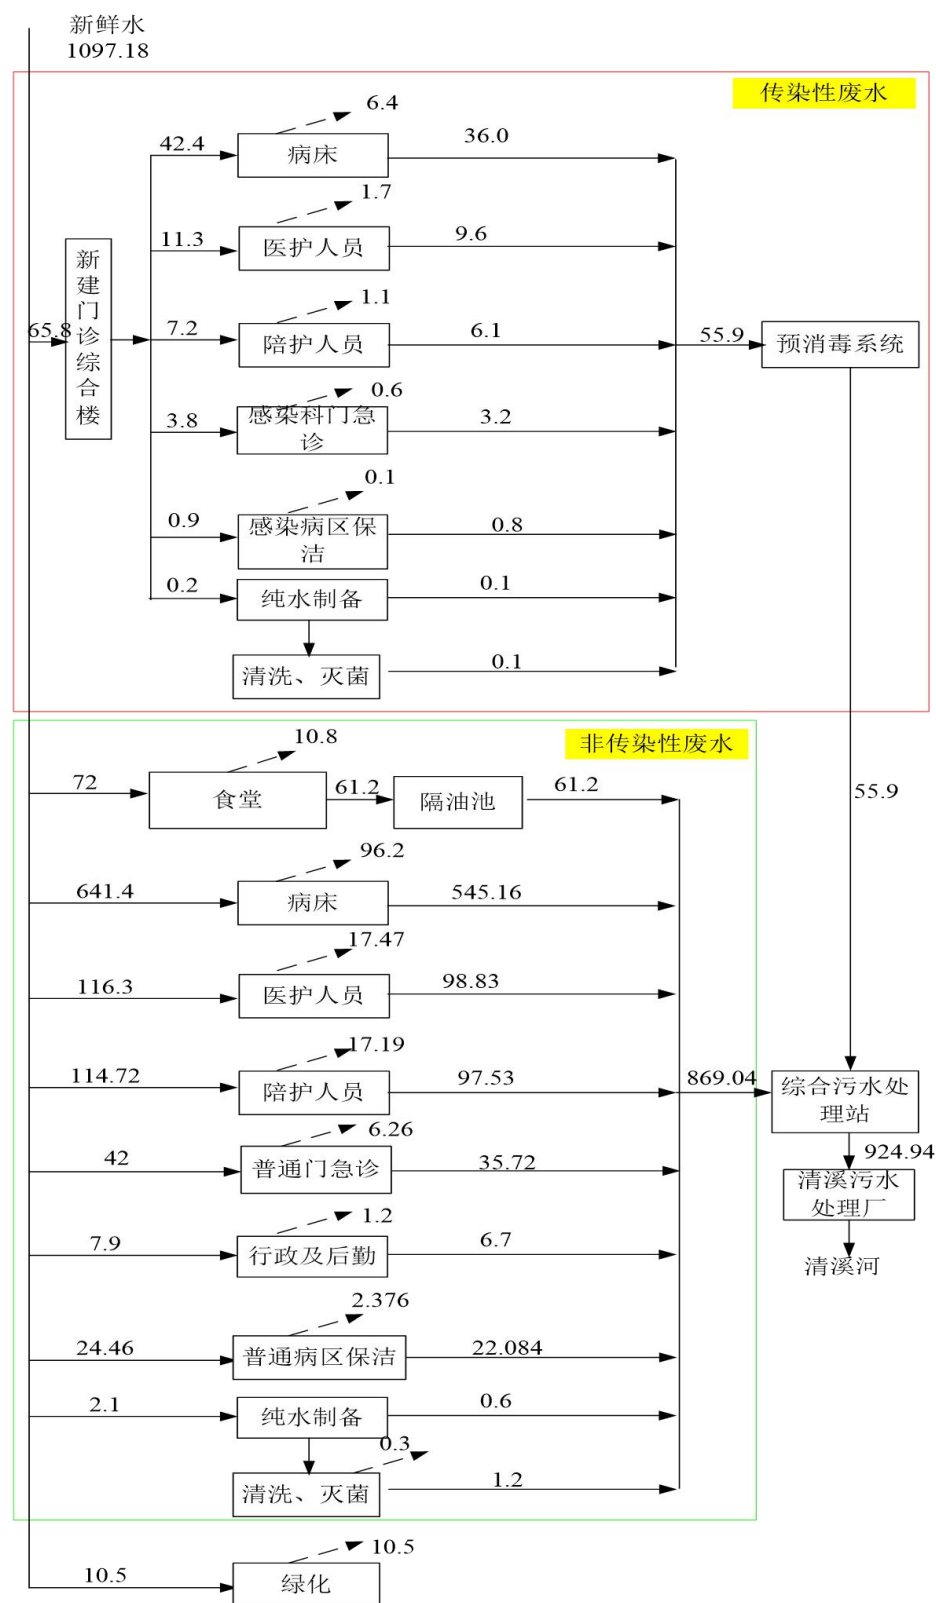 新鲜水
1097.18
传染性废水
6.4
42.4
病床
36.0
1.7
11.3
医护人员
9.6
新建门诊综合楼
65.8
1.1
7.2
陪护人员
6.1
55.9
预消毒系统
0.6
3.8
感染科门急
诊
3.2
0.1
0.9
感染病区保
洁
0.8
0.2
纯水制备
0.1
清洗、灭菌
0.1
非传染性废水
10.8
72
食堂
61.2
隔油池
61.2
55.9
96.2
641.4
病床
545.16
17.47
116.3
医护人员
98.83
17.19
114.72
陪护人员
97.53
869.04
综合污水处
理站
6.26
42
普通门急诊
35.72
924.94
清溪污水
处理厂
1.2
7.9
行政及后勤
6.7
清溪河
2.376
24.46
普通病区保洁
22.084
2.1
纯水制备
0.6
0.3
清洗、灭菌
1.2
10.5
10.5
绿化